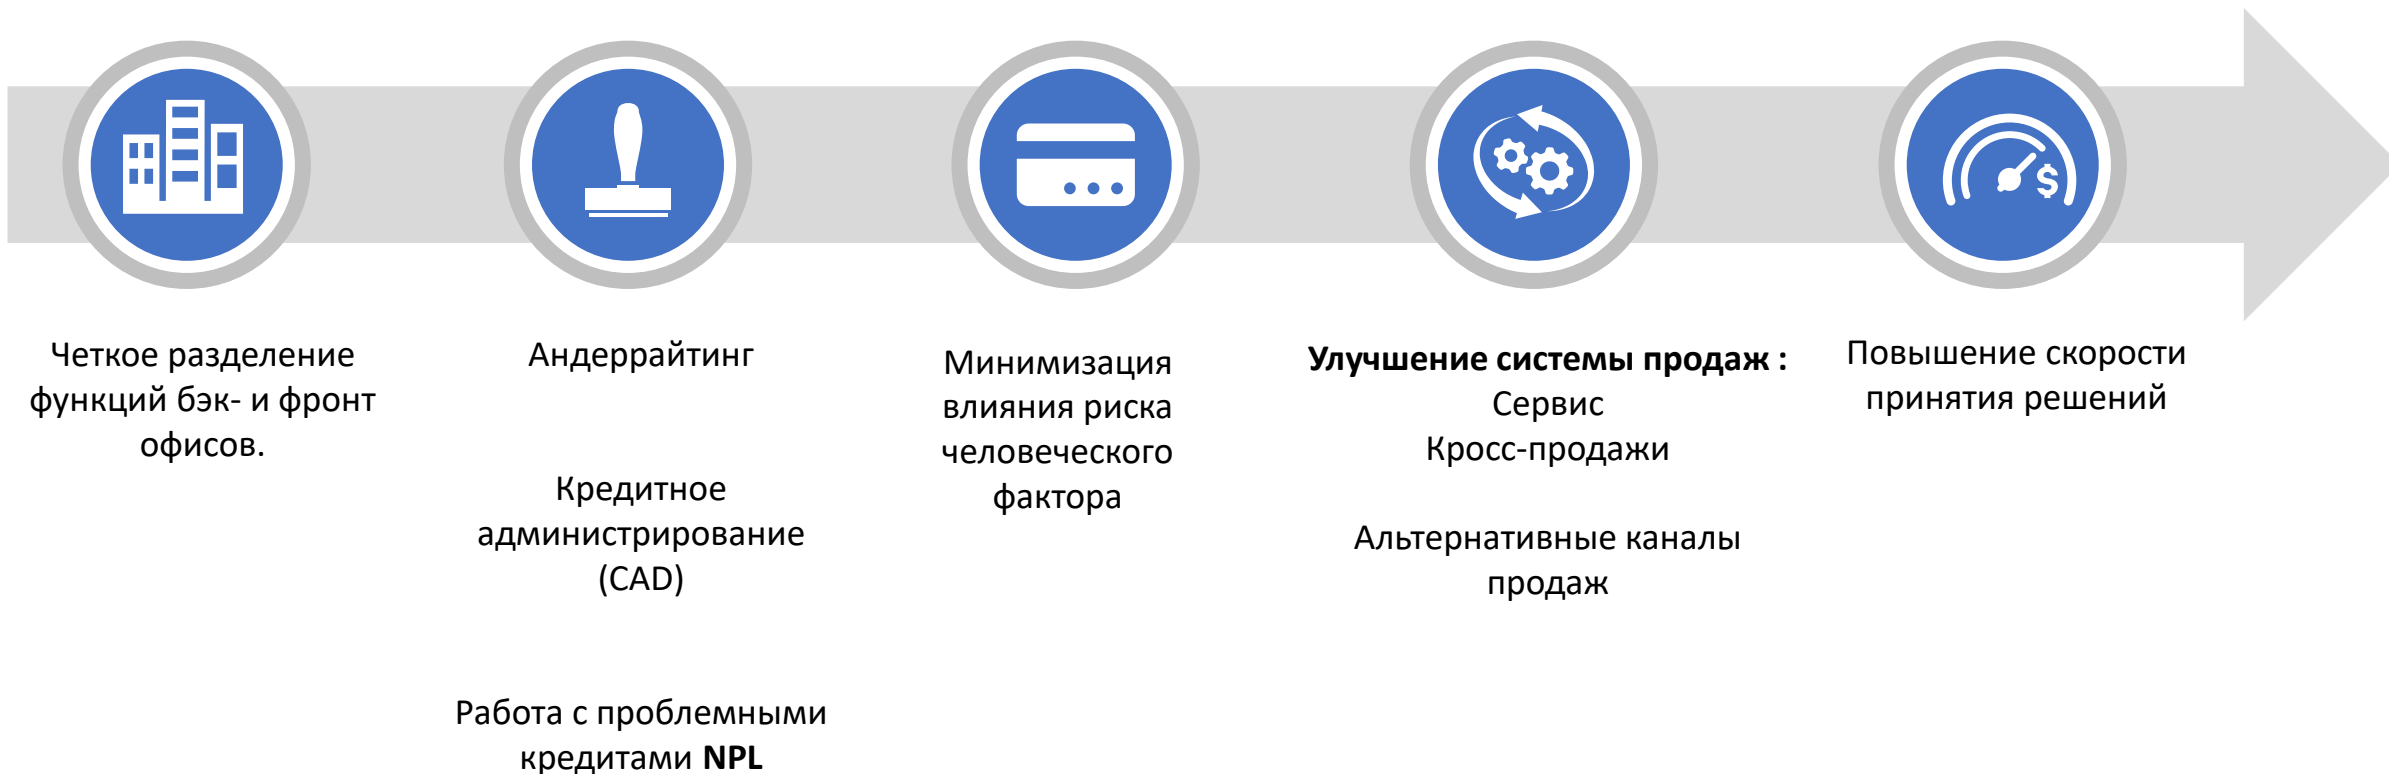 Четкое разделение
функций бэк- и фронт
офисов.
Андеррайтинг
Кредитное
администрирование
(CAD)
Работа с проблемными
кредитами NPL
Минимизация
влияния риска
человеческого
фактора
Улучшение системы продаж :
Сервис
Кросс-продажи
Альтернативные каналы
продаж
Повышение скорости
принятия решений
$